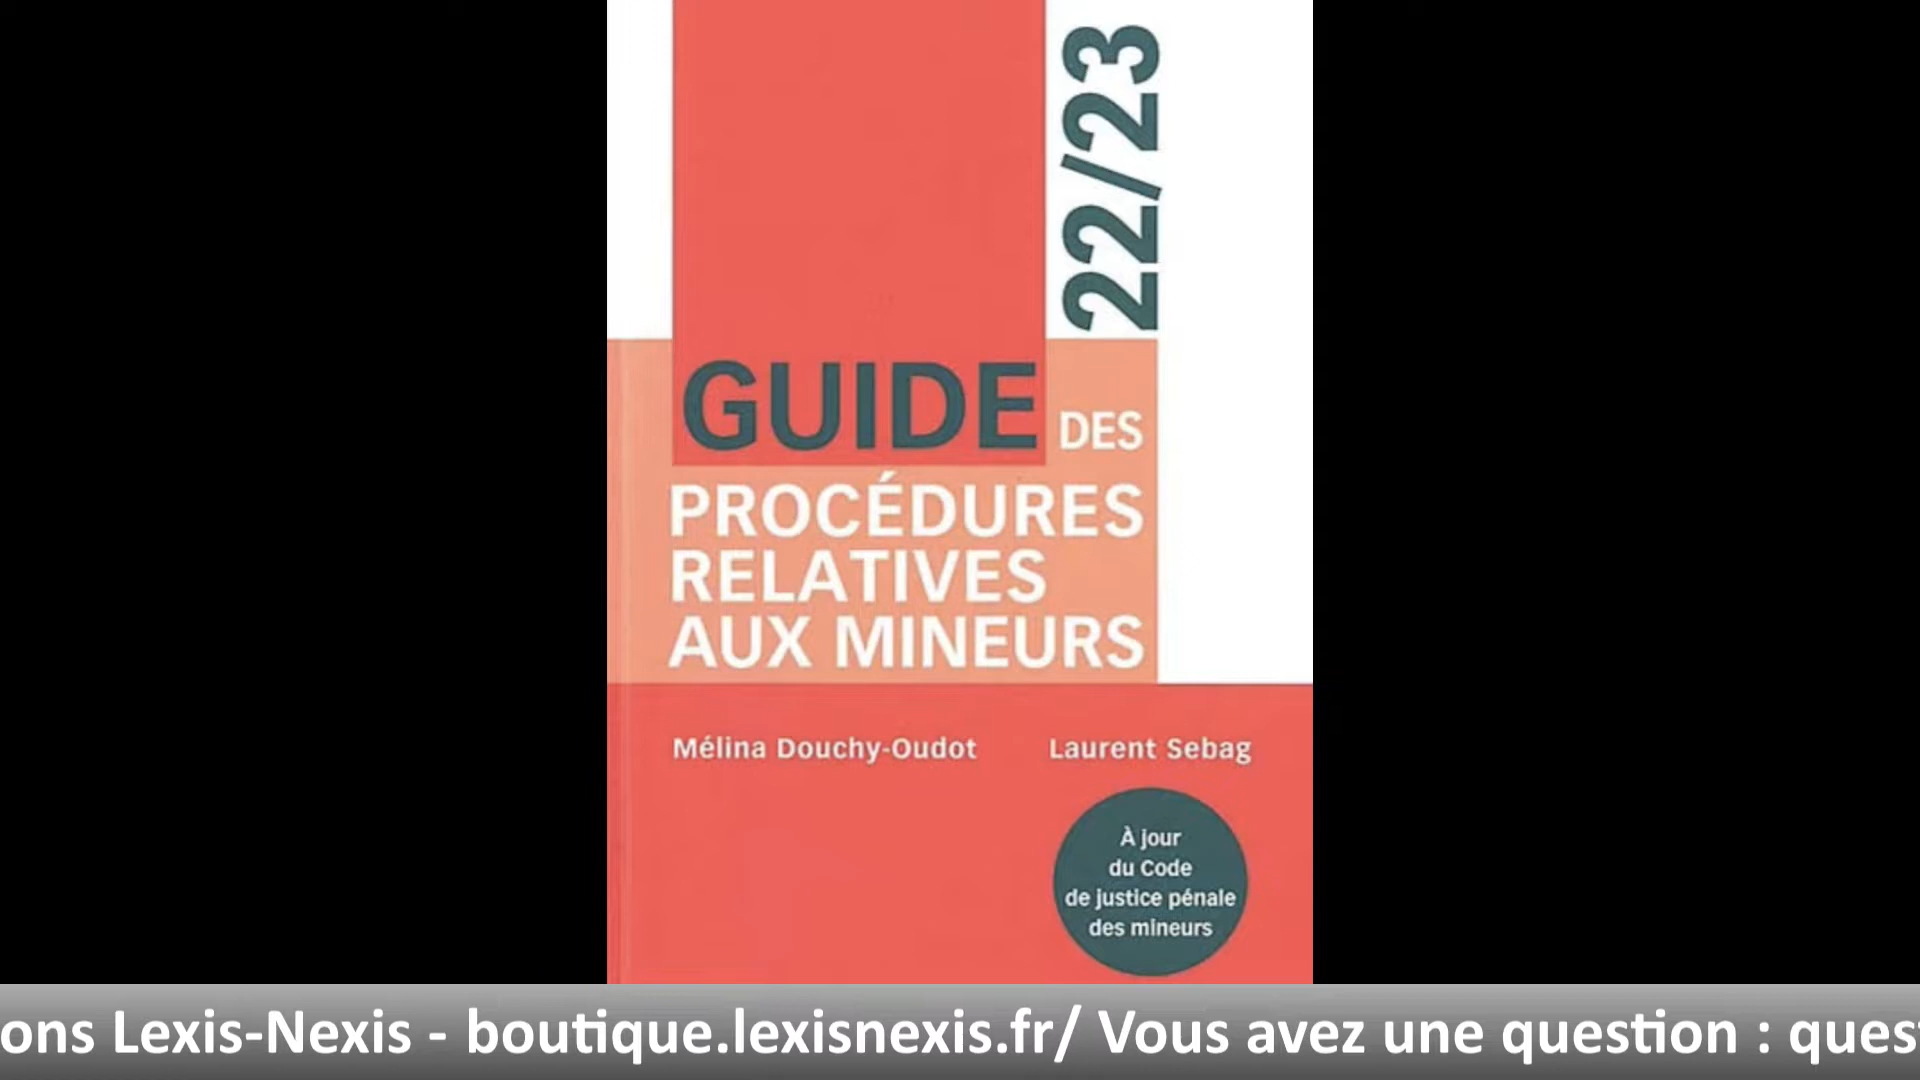 22/23
GUIDE DES
PROCÉDURES
RELATIVES
AUX MINEURS
Mélina Douchy-Oudot
Laurent Sebag
À jour
du Code
de justice pénale
des mineurs
ons Lexis-Nexis - boutique.lexisnexis.fr/ Vous avez une question : ques